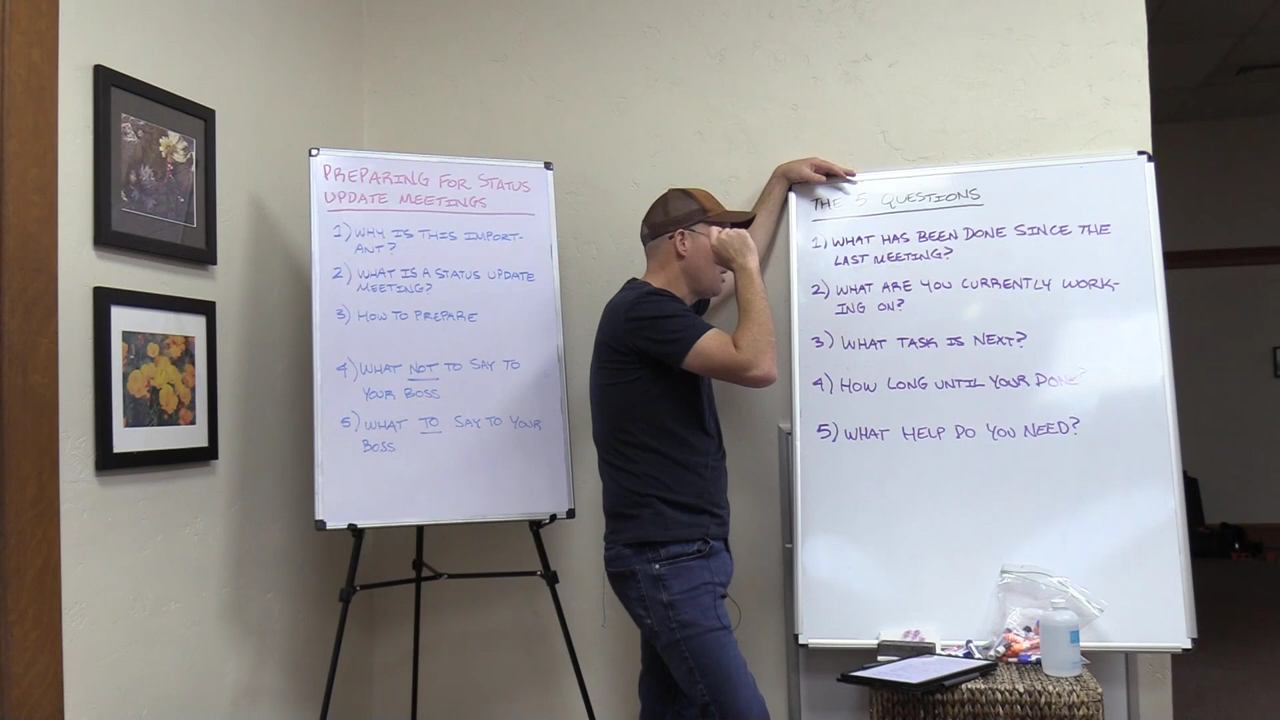 PREPARING FOR STATUS
UPDATE MEETINGS
1) WHY IS THIS IMPORT-
ANT?
2) WHAT IS A STATUS UPDATE
MEETING?
3) HOW TO PREPARE
4) WHAT NOT TO SAY TO
YOUR BOSS
5) WHAT TO SAY TO YOUR
BOSS
THE 5 QUESTIONS
1) WHAT HAS BEEN DONE SINCE THE
LAST MEETING?
2) WHAT ARE YOU CURRENTLY WORK-
ING ON?
3) WHAT TASK IS NEXT?
4) HOW LONG UNTIL YOUR DONE?
5) WHAT HELP DO YOU NEED?